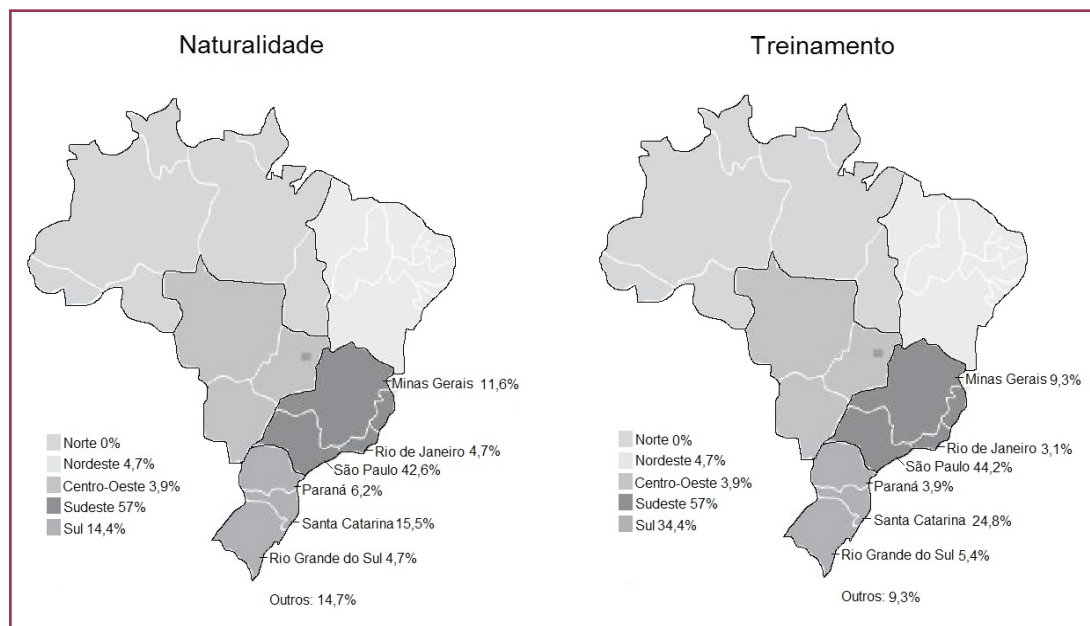 Naturalidade
Minas Gerais 11,6%
Rio de Janeiro 4,7%
São Paulo 42,6%
Paraná 6,2%
Santa Catarina 15,5%
Rio Grande do Sul 4,7%
Norte 0%
Nordeste 4,7%
Centro-Oeste 3,9%
Sudeste 57%
Sul 14,4%
Outros: 14,7%
Treinamento
Minas Gerais 9,3%
Rio de Janeiro 3,1%
São Paulo 44,2%
Paraná 3,9%
Santa Catarina 24,8%
Rio Grande do Sul 5,4%
Norte 0%
Nordeste 4,7%
Centro-Oeste 3,9%
Sudeste 57%
Sul 34,4%
Outros: 9,3%